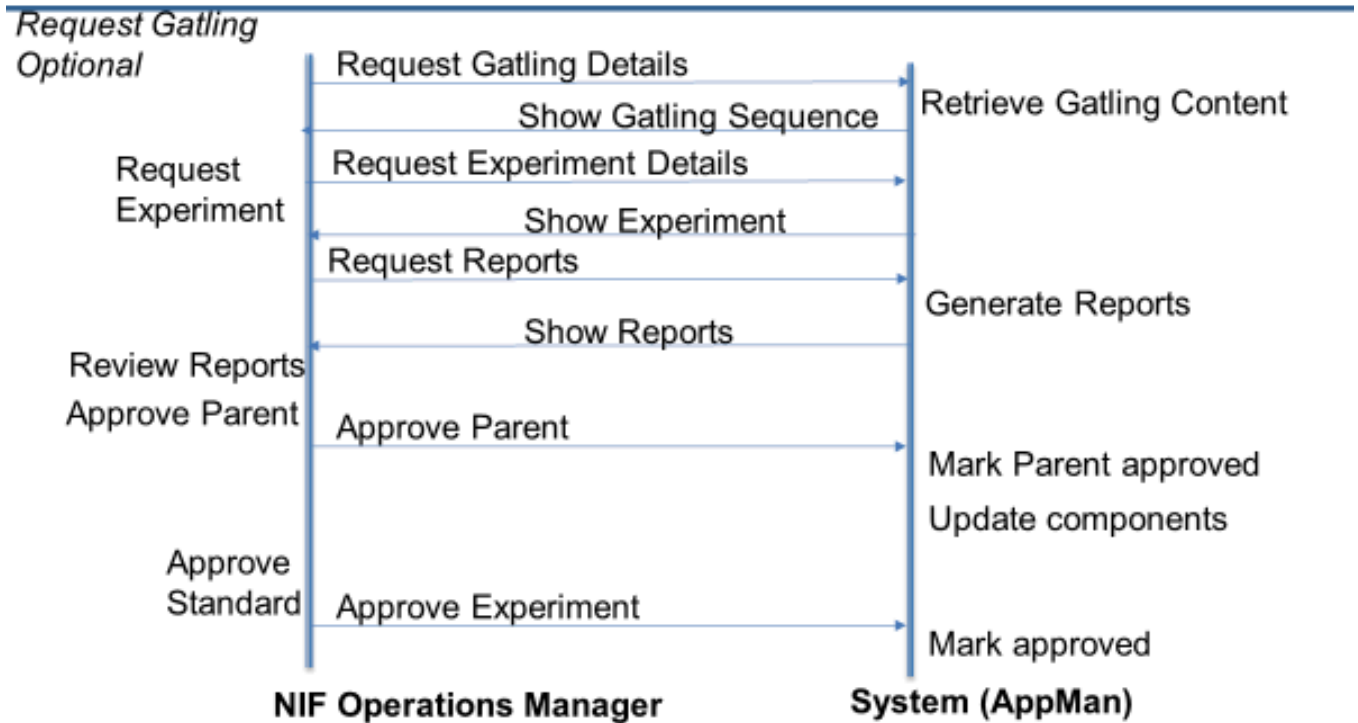 Request Gatling
Optional
Request Gatling Details
Retrieve Gatling Content
Show Gatling Sequence
Request Experiment Details
Request
Experiment
Show Experiment
Request Reports
Generate Reports
Show Reports
Review Reports
Approve Parent
Approve Parent
Mark Parent approved
Update components
Approve
Standard
Approve Experiment
Mark approved
NIF Operations Manager
System (AppMan)